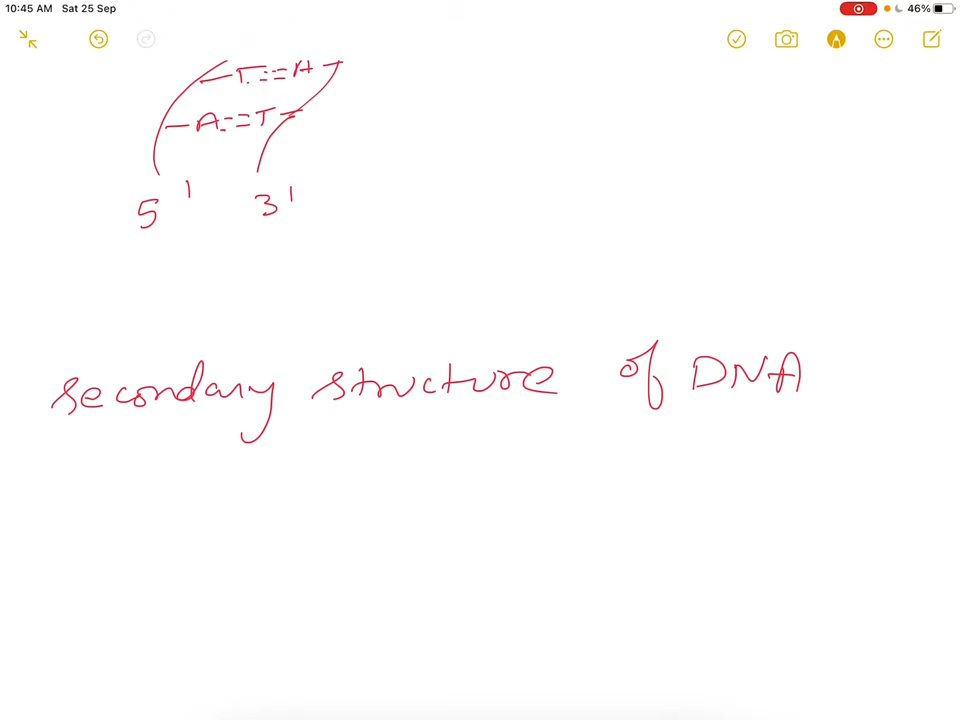 10:45 AM Sat 25 Sep 46%
T==A
A==T
5' 3'
secondary structure of DNA